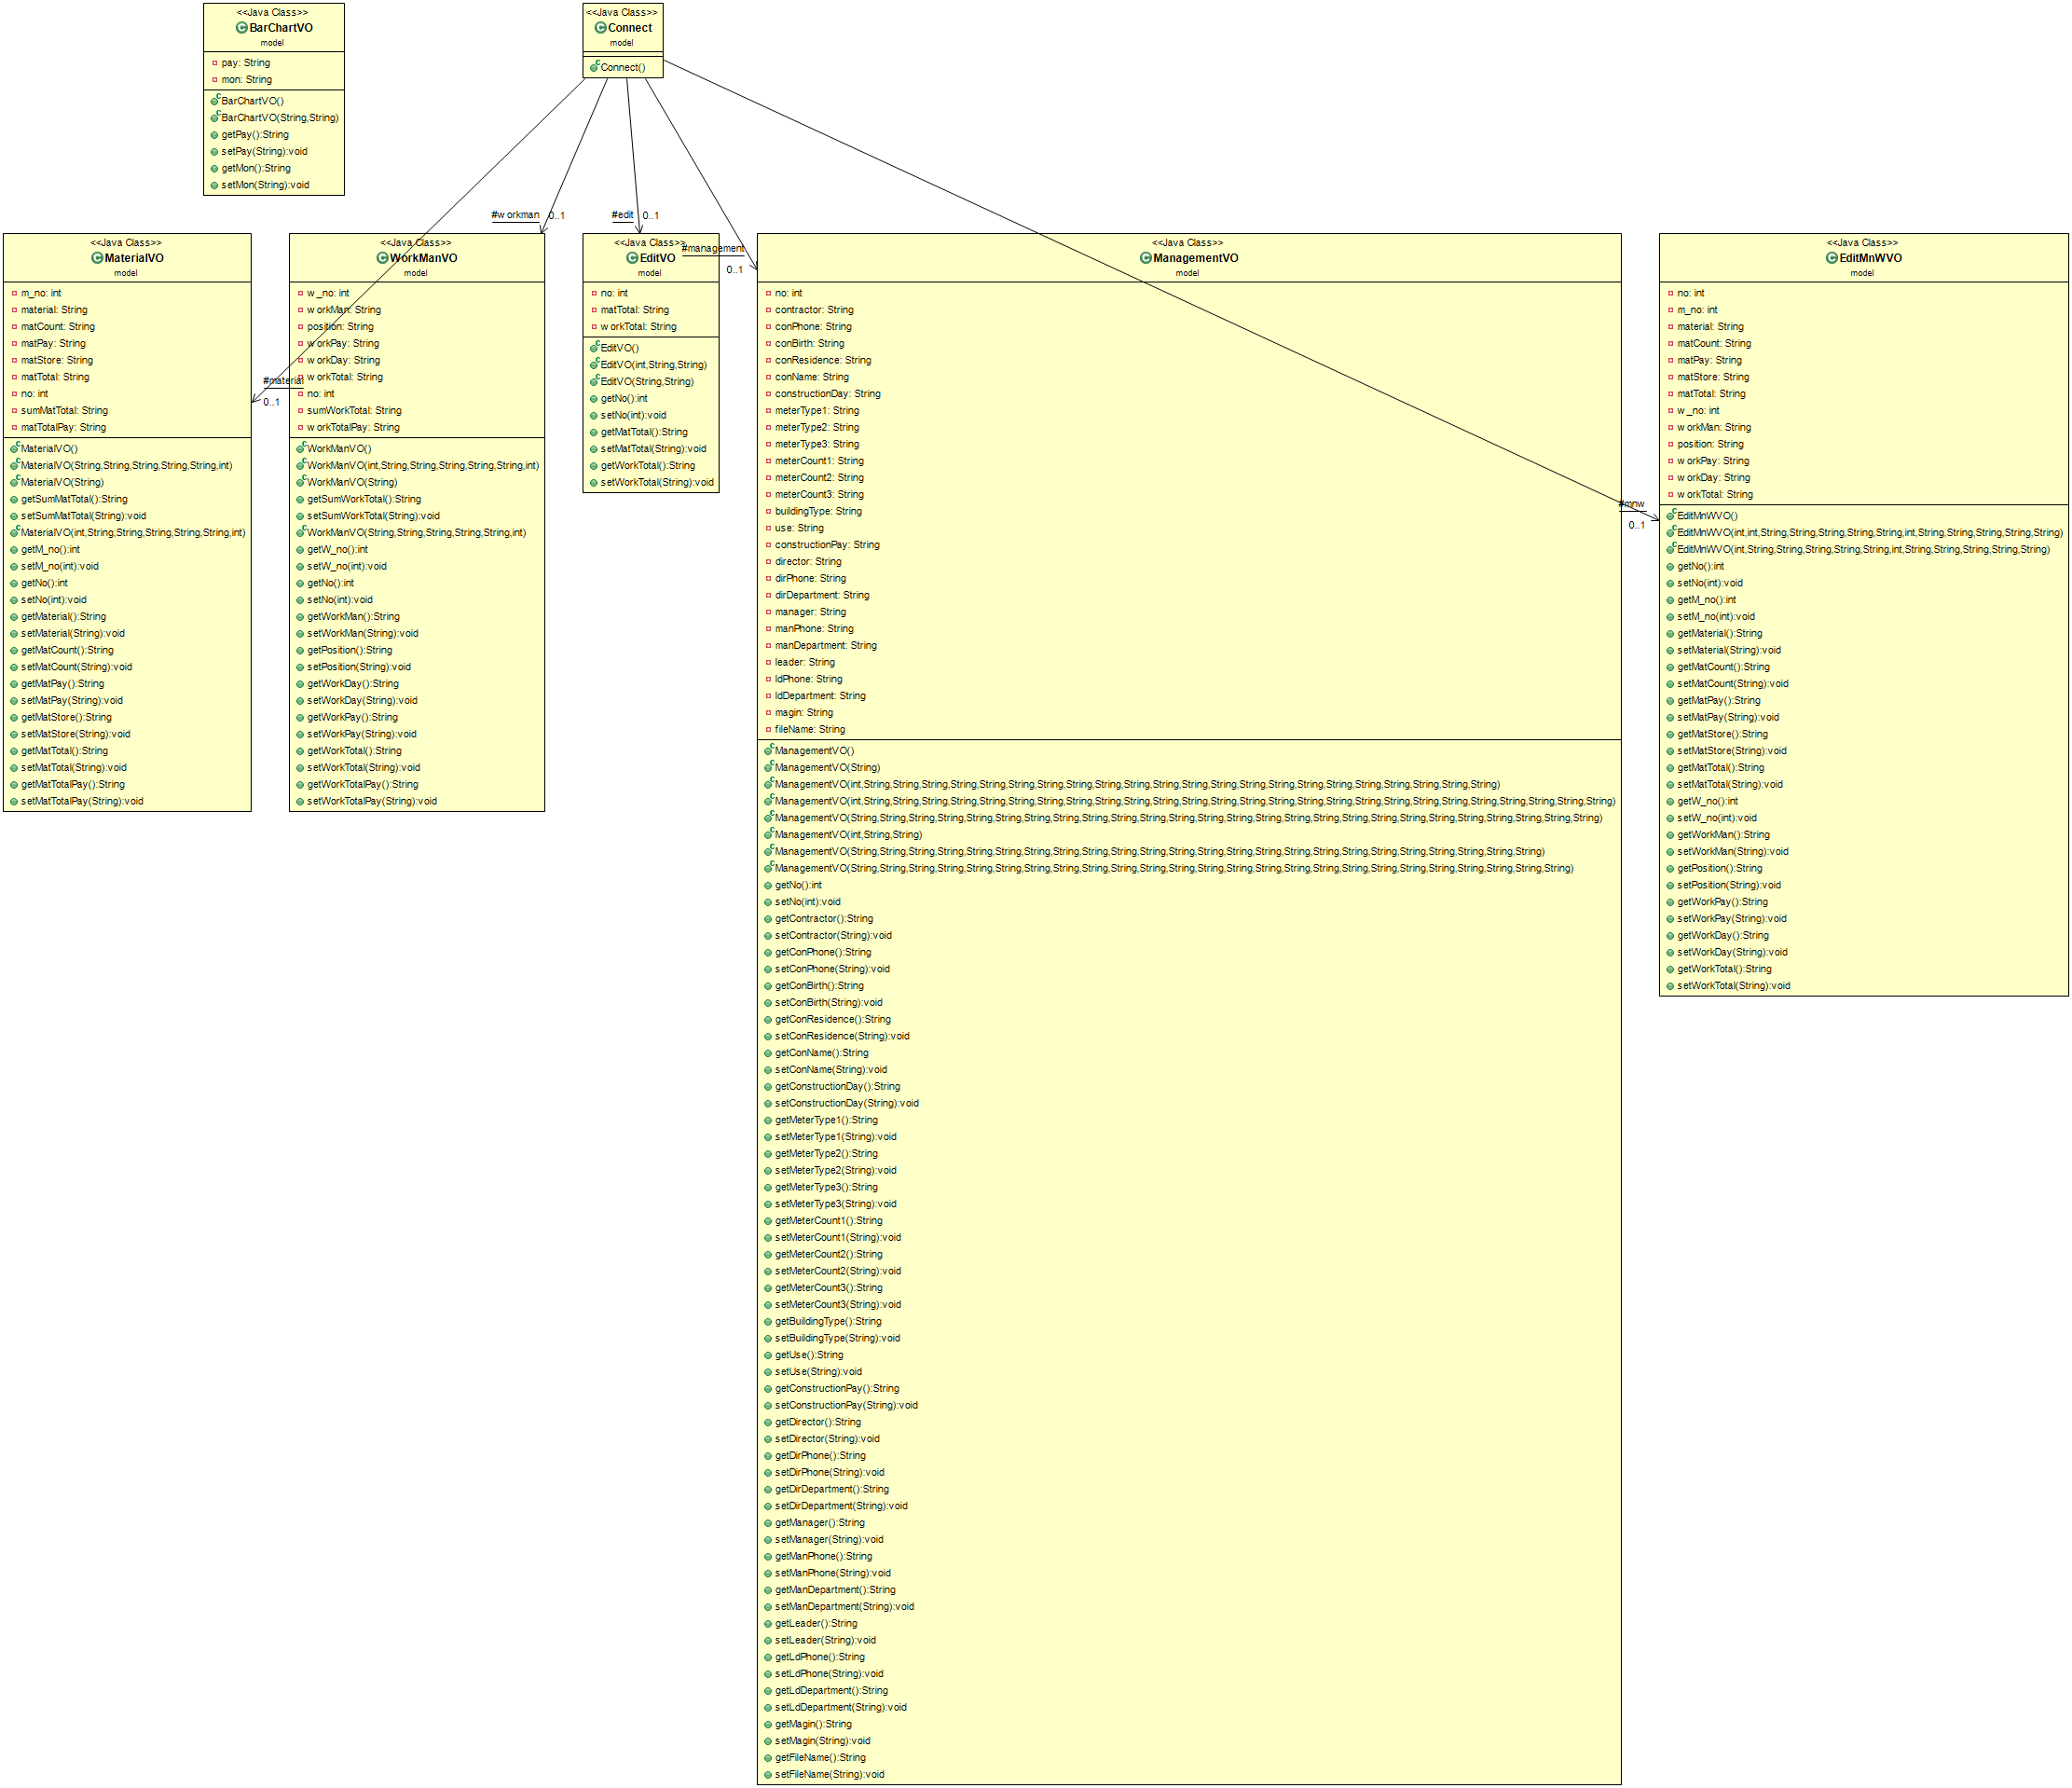 <<Java Class>>
BarChartVO
model
pay: String
mon: String
BarChartVO()
BarChartVO(String,String)
getPay():String
setPay(String):void
getMon():String
setMon(String):void
<<Java Class>>
Connect
model
Connect()
#workman 0..1
#edit 0..1
#management
0..1
#material
0..1
#mnw
0..1
<<Java Class>>
MaterialVO
model
m_no: int
material: String
matCount: String
matPay: String
matStore: String
matTotal: String
no: int
sumMatTotal: String
matTotalPay: String
MaterialVO()
MaterialVO(String,String,String,String,String,int)
MaterialVO(String)
getSumMatTotal():String
setSumMatTotal(String):void
MaterialVO(int,String,String,String,String,String,int)
getM_no():int
setM_no(int):void
getNo():int
setNo(int):void
getMaterial():String
setMaterial(String):void
getMatCount():String
setMatCount(String):void
getMatPay():String
setMatPay(String):void
getMatStore():String
setMatStore(String):void
getMatTotal():String
setMatTotal(String):void
getMatTotalPay():String
setMatTotalPay(String):void
<<Java Class>>
WorkManVO
model
w_no: int
workMan: String
position: String
workPay: String
workDay: String
workTotal: String
no: int
sumWorkTotal: String
workTotalPay: String
WorkManVO()
WorkManVO(int,String,String,String,String,String,int)
WorkManVO(String)
getSumWorkTotal():String
setSumWorkTotal(String):void
WorkManVO(String,String,String,String,String,int)
getW_no():int
setW_no(int):void
getNo():int
setNo(int):void
getWorkMan():String
setWorkMan(String):void
getPosition():String
setPosition(String):void
getWorkDay():String
setWorkDay(String):void
getWorkPay():String
setWorkPay(String):void
getWorkTotal():String
setWorkTotal(String):void
getWorkTotalPay():String
setWorkTotalPay(String):void
<<Java Class>>
EditVO
model
no: int
matTotal: String
workTotal: String
EditVO()
EditVO(int,String,String)
EditVO(String,String)
getNo():int
setNo(int):void
getMatTotal():String
setMatTotal(String):void
getWorkTotal():String
setWorkTotal(String):void
<<Java Class>>
ManagementVO
model
no: int
contractor: String
conPhone: String
conBirth: String
conResidence: String
conName: String
constructionDay: String
meterType1: String
meterType2: String
meterType3: String
meterCount1: String
meterCount2: String
meterCount3: String
buildingType: String
use: String
constructionPay: String
director: String
dirPhone: String
dirDepartment: String
manager: String
manPhone: String
manDepartment: String
leader: String
ldPhone: String
ldDepartment: String
magin: String
fileName: String
ManagementVO()
ManagementVO(String)
ManagementVO(int,String,String,String,String,String,String,String,String,String,String,String,String,String,String,String,String,String,String,String,String,String,String)
ManagementVO(int,String,String,String,String,String,String,String,String,String,String,String,String,String,String,String,String,String,String,String,String,String,String,String,String,String,String)
ManagementVO(String,String,String,String,String,String,String,String,String,String,String,String,String,String,String,String,String,String,String,String,String,String,String,String,String,String)
ManagementVO(int,String,String)
ManagementVO(String,String,String,String,String,String,String,String,String,String,String,String,String,String,String,String,String,String,String,String,String,String,String,String)
ManagementVO(String,String,String,String,String,String,String,String,String,String,String,String,String,String,String,String,String,String,String,String,String,String,String,String,String)
getNo():int
setNo(int):void
getContractor():String
setContractor(String):void
getConPhone():String
setConPhone(String):void
getConBirth():String
setConBirth(String):void
getConResidence():String
setConResidence(String):void
getConName():String
setConName(String):void
getConstructionDay():String
setConstructionDay(String):void
getMeterType1():String
setMeterType1(String):void
getMeterType2():String
setMeterType2(String):void
getMeterType3():String
setMeterType3(String):void
getMeterCount1():String
setMeterCount1(String):void
getMeterCount2():String
setMeterCount2(String):void
getMeterCount3():String
setMeterCount3(String):void
getBuildingType():String
setBuildingType(String):void
getUse():String
setUse(String):void
getConstructionPay():String
setConstructionPay(String):void
getDirector():String
setDirector(String):void
getDirPhone():String
setDirPhone(String):void
getDirDepartment():String
setDirDepartment(String):void
getManager():String
setManager(String):void
getManPhone():String
setManPhone(String):void
getManDepartment():String
setManDepartment(String):void
getLeader():String
setLeader(String):void
getLdPhone():String
setLdPhone(String):void
getLdDepartment():String
setLdDepartment(String):void
getMagin():String
setMagin(String):void
getFileName():String
setFileName(String):void
<<Java Class>>
EditMnWVO
model
no: int
m_no: int
material: String
matCount: String
matPay: String
matStore: String
matTotal: String
w_no: int
workMan: String
position: String
workPay: String
workDay: String
workTotal: String
EditMnWVO()
EditMnWVO(int,int,String,String,String,String,String,int,String,String,String,String,String)
EditMnWVO(int,String,String,String,String,String,int,String,String,String,String,String)
getNo():int
setNo(int):void
getM_no():int
setM_no(int):void
getMaterial():String
setMaterial(String):void
getMatCount():String
setMatCount(String):void
getMatPay():String
setMatPay(String):void
getMatStore():String
setMatStore(String):void
getMatTotal():String
setMatTotal(String):void
getW_no():int
setW_no(int):void
getWorkMan():String
setWorkMan(String):void
getPosition():String
setPosition(String):void
getWorkPay():String
setWorkPay(String):void
getWorkDay():String
setWorkDay(String):void
getWorkTotal():String
setWorkTotal(String):void